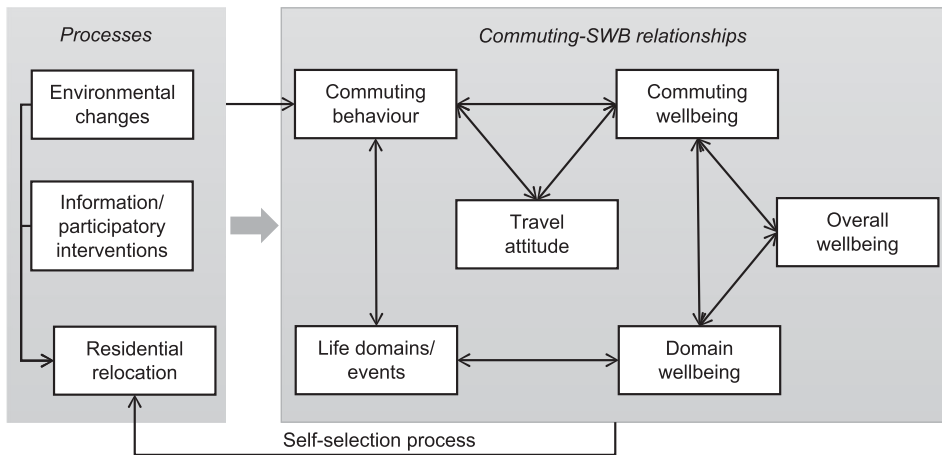 Processes
Environmental
changes
Information/
participatory
interventions
Residential
relocation
Commuting-SWB relationships
Commuting
behaviour
Commuting
wellbeing
Travel
attitude
Overall
wellbeing
Life domains/
events
Domain
wellbeing
Self-selection process